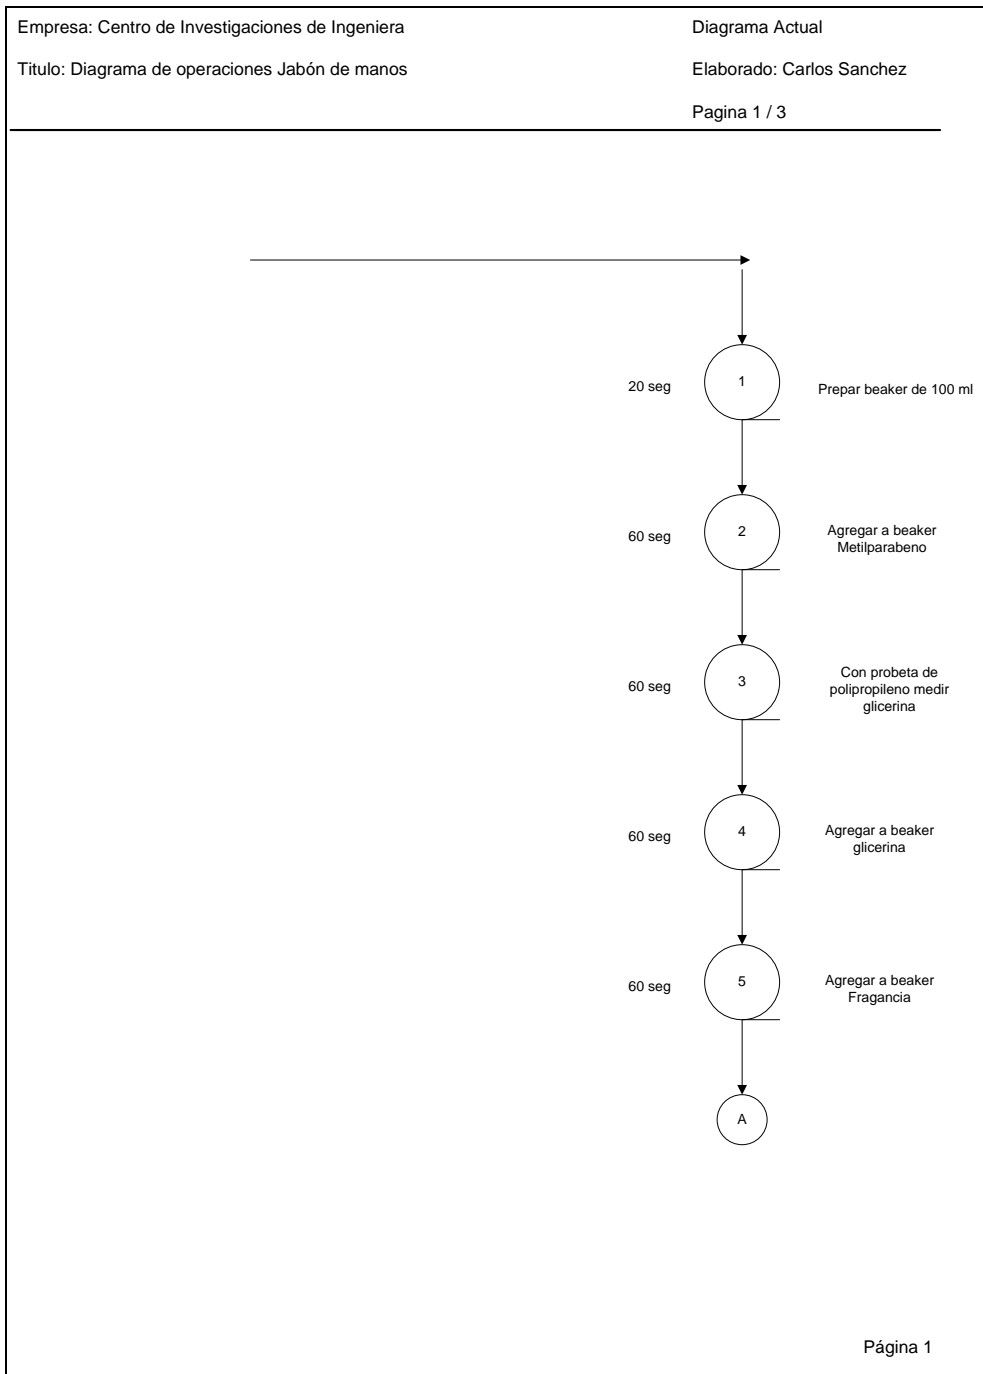 Empresa: Centro de Investigaciones de Ingeniera
Diagrama Actual
Titulo: Diagrama de operaciones Jabón de manos
Elaborado: Carlos Sanchez
Pagina 1 / 3
20 seg
1
Prepar beaker de 100 ml
60 seg
2
Agregar a beaker
Metilparabeno
60 seg
3
Con probeta de
polipropileno medir
glicerina
60 seg
4
Agregar a beaker
glicerina
60 seg
5
Agregar a beaker
Fragancia
A
Página 1